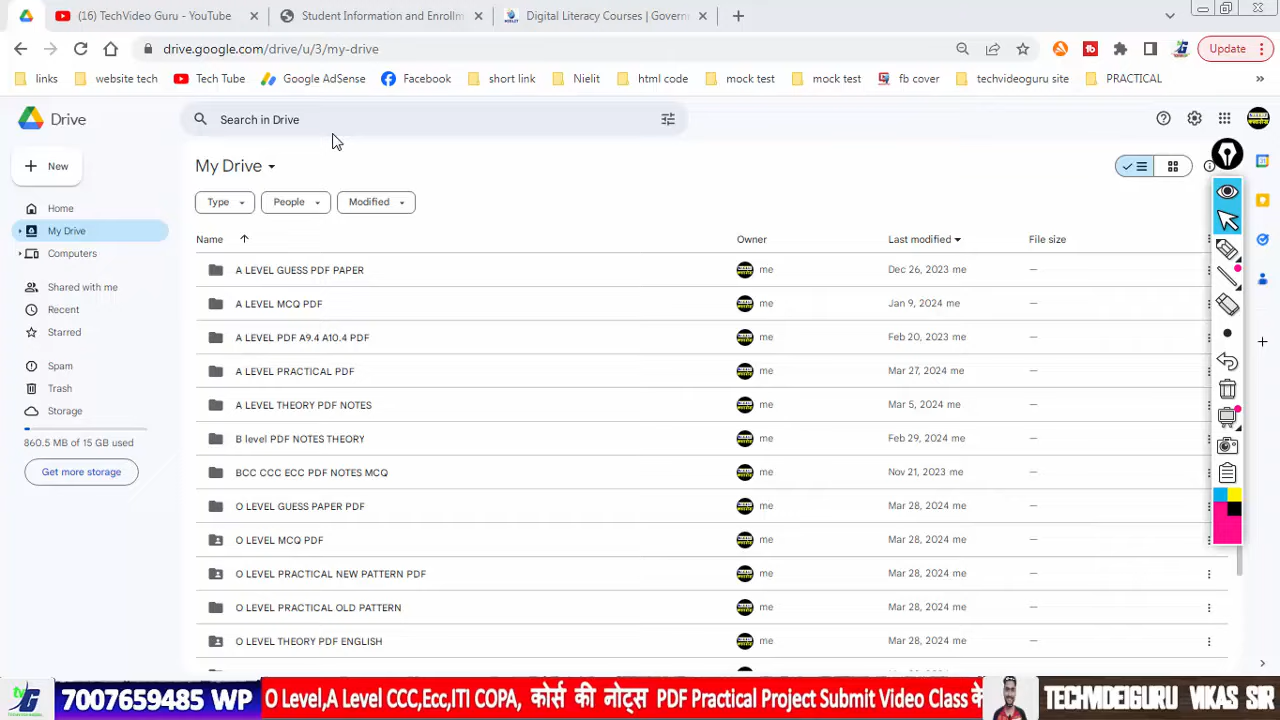 (16) TechVideo Guru - YouTube
Student Information and Enroll
Digital Literacy Courses | Govern
drive.google.com/drive/u/3/my-drive
Update
links
website tech
Tech Tube
Google AdSense
Facebook
short link
Nielit
html code
mock test
mock test
fb cover
techvideoguru site
PRACTICAL
Drive
Search in Drive
New
My Drive
Type
People
Modified
Home
My Drive
Computers
Shared with me
Recent
Starred
Spam
Trash
Storage
860.5 MB of 15 GB used
Get more storage
Name Owner Last modified File size
A LEVEL GUESS PDF PAPER me Dec 26, 2023 me —
A LEVEL MCQ PDF me Jan 9, 2024 me —
A LEVEL PDF A9.4 A10.4 PDF me Feb 20, 2023 me —
A LEVEL PRACTICAL PDF me Mar 27, 2024 me —
A LEVEL THEORY PDF NOTES me Mar 5, 2024 me —
B level PDF NOTES THEORY me Feb 29, 2024 me —
BCC CCC ECC PDF NOTES MCQ me Nov 21, 2023 me —
O LEVEL GUESS PAPER PDF me Mar 28, 2024 me —
O LEVEL MCQ PDF me Mar 28, 2024 me —
O LEVEL PRACTICAL NEW PATTERN PDF me Mar 28, 2024 me —
O LEVEL PRACTICAL OLD PATTERN me Mar 28, 2024 me —
O LEVEL THEORY PDF ENGLISH me Mar 28, 2024 me —
7007659485 WP
O Level,A Level CCC,Ecc,ITI COPA, कोर्स की नोट्स PDF Practical Project Submit Video Class के
TECHVIDEIGURU VIKAS SIR